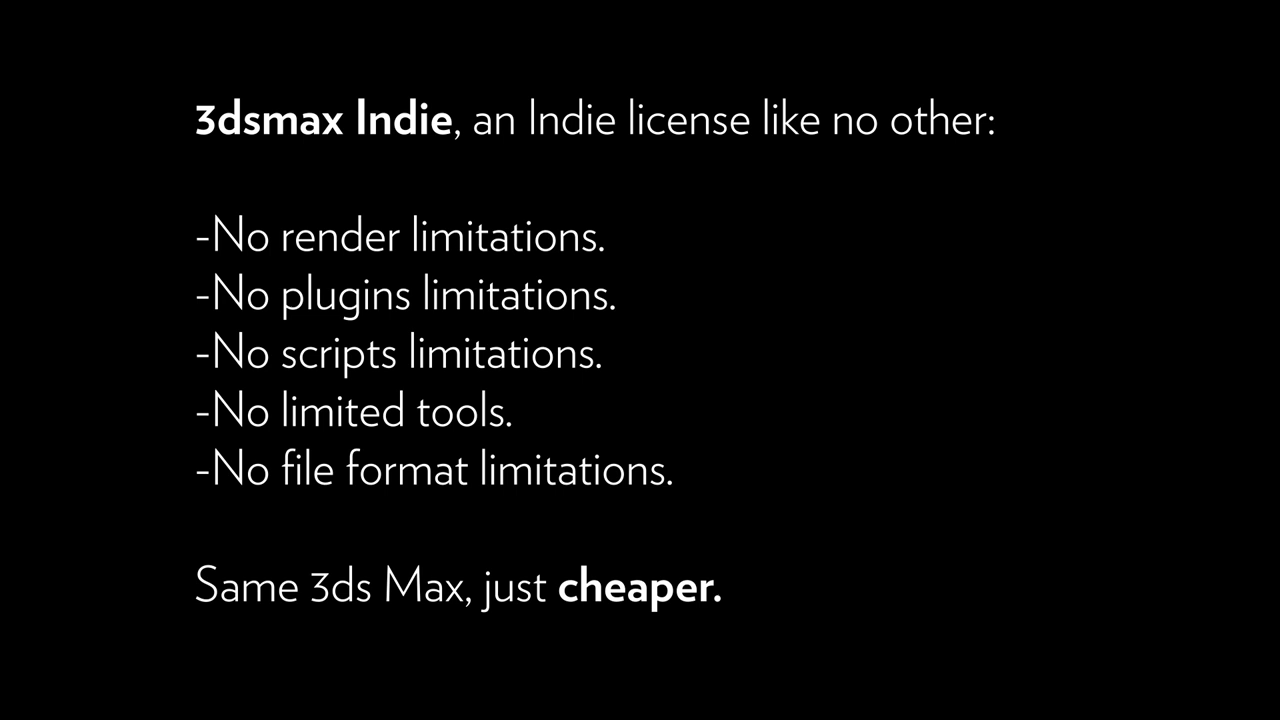 3dsmax Indie, an Indie license like no other:
-No render limitations.
-No plugins limitations.
-No scripts limitations.
-No limited tools.
-No file format limitations.
Same 3ds Max, just cheaper.